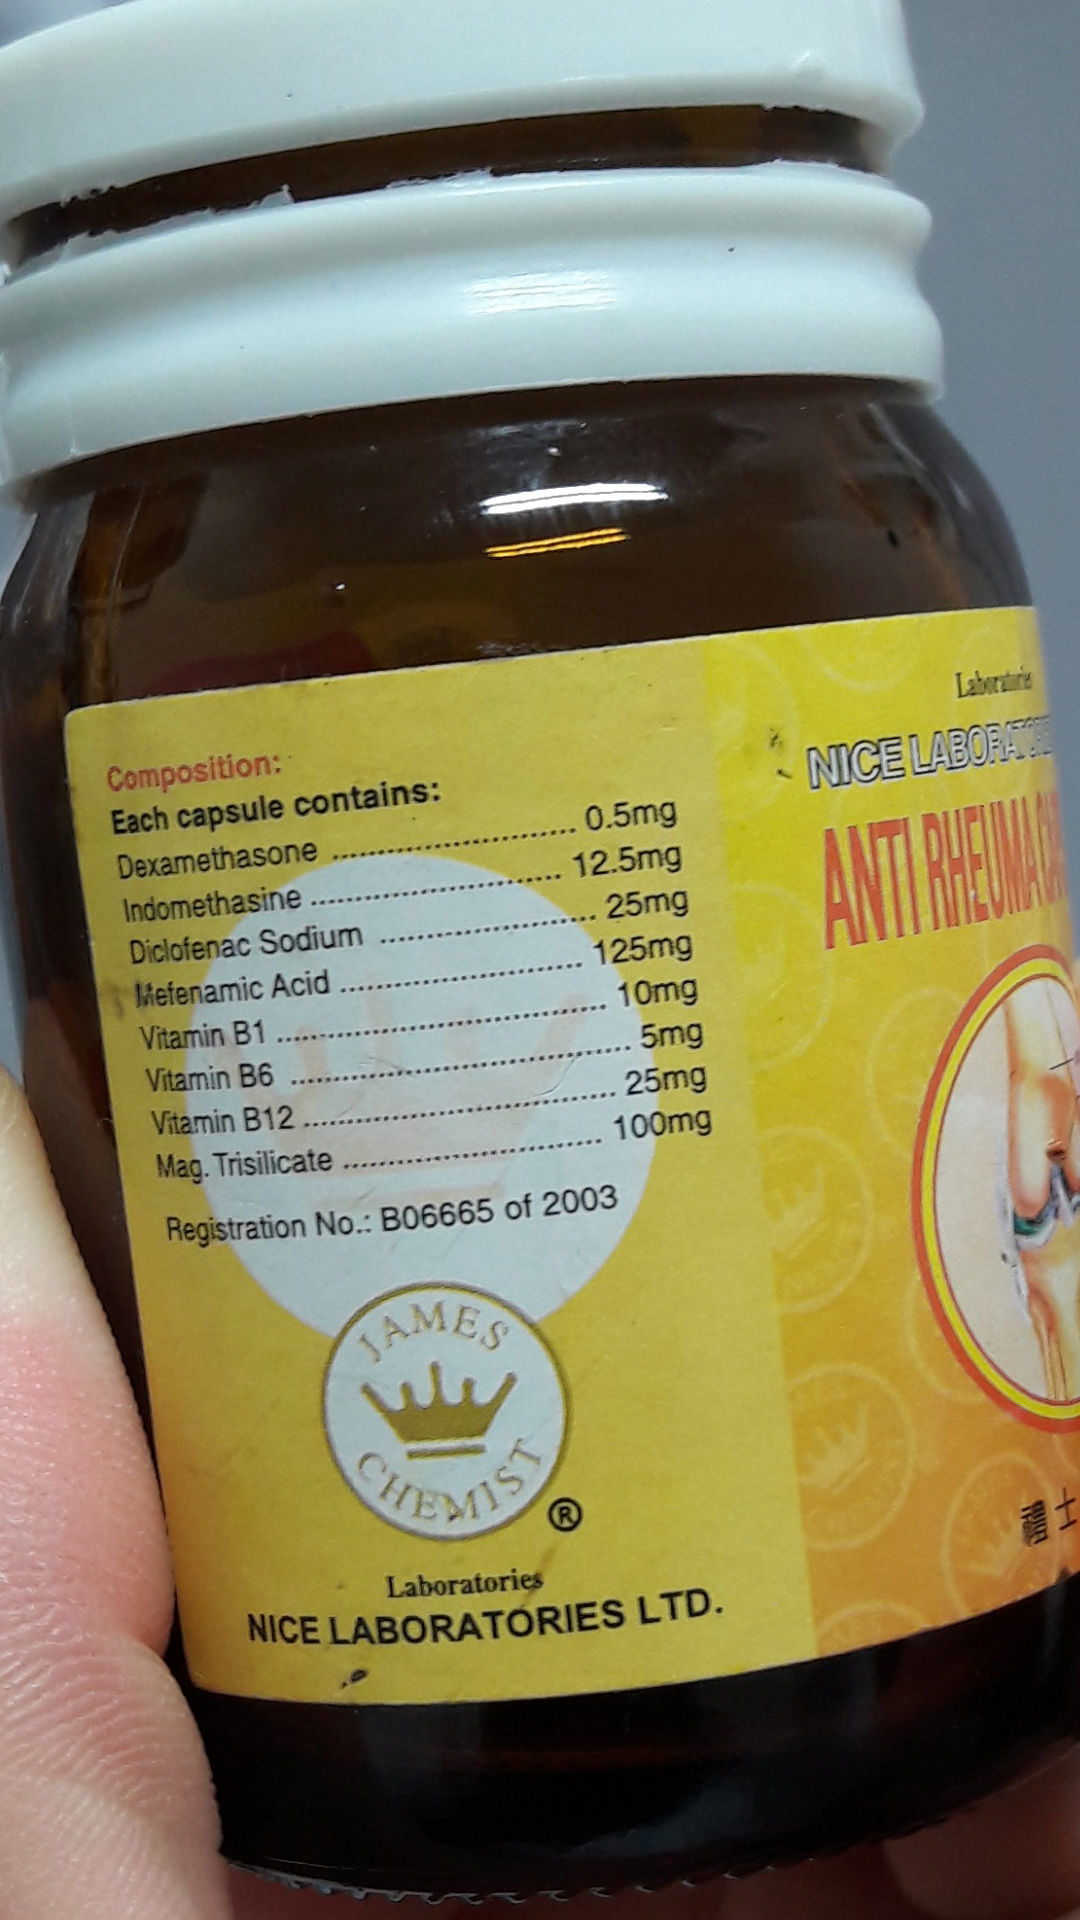 Composition:
Each capsule contains:
Dexamethasone .......................... 0.5mg
Indomethasine ........................... 12.5mg
Diclofenac Sodium ....................... 25mg
Mefenamic Acid .......................... 125mg
Vitamin B1 .................................. 10mg
Vitamin B6 .................................... 5mg
Vitamin B12 ................................. 25mg
Mag. Trisilicate ............................ 100mg
Registration No.: B06665 of 2003
JAMES
CHEMIST
®
Laboratories
NICE LABORATORIES LTD.
Laboratories
NICE
ANTI RHEUMA
士